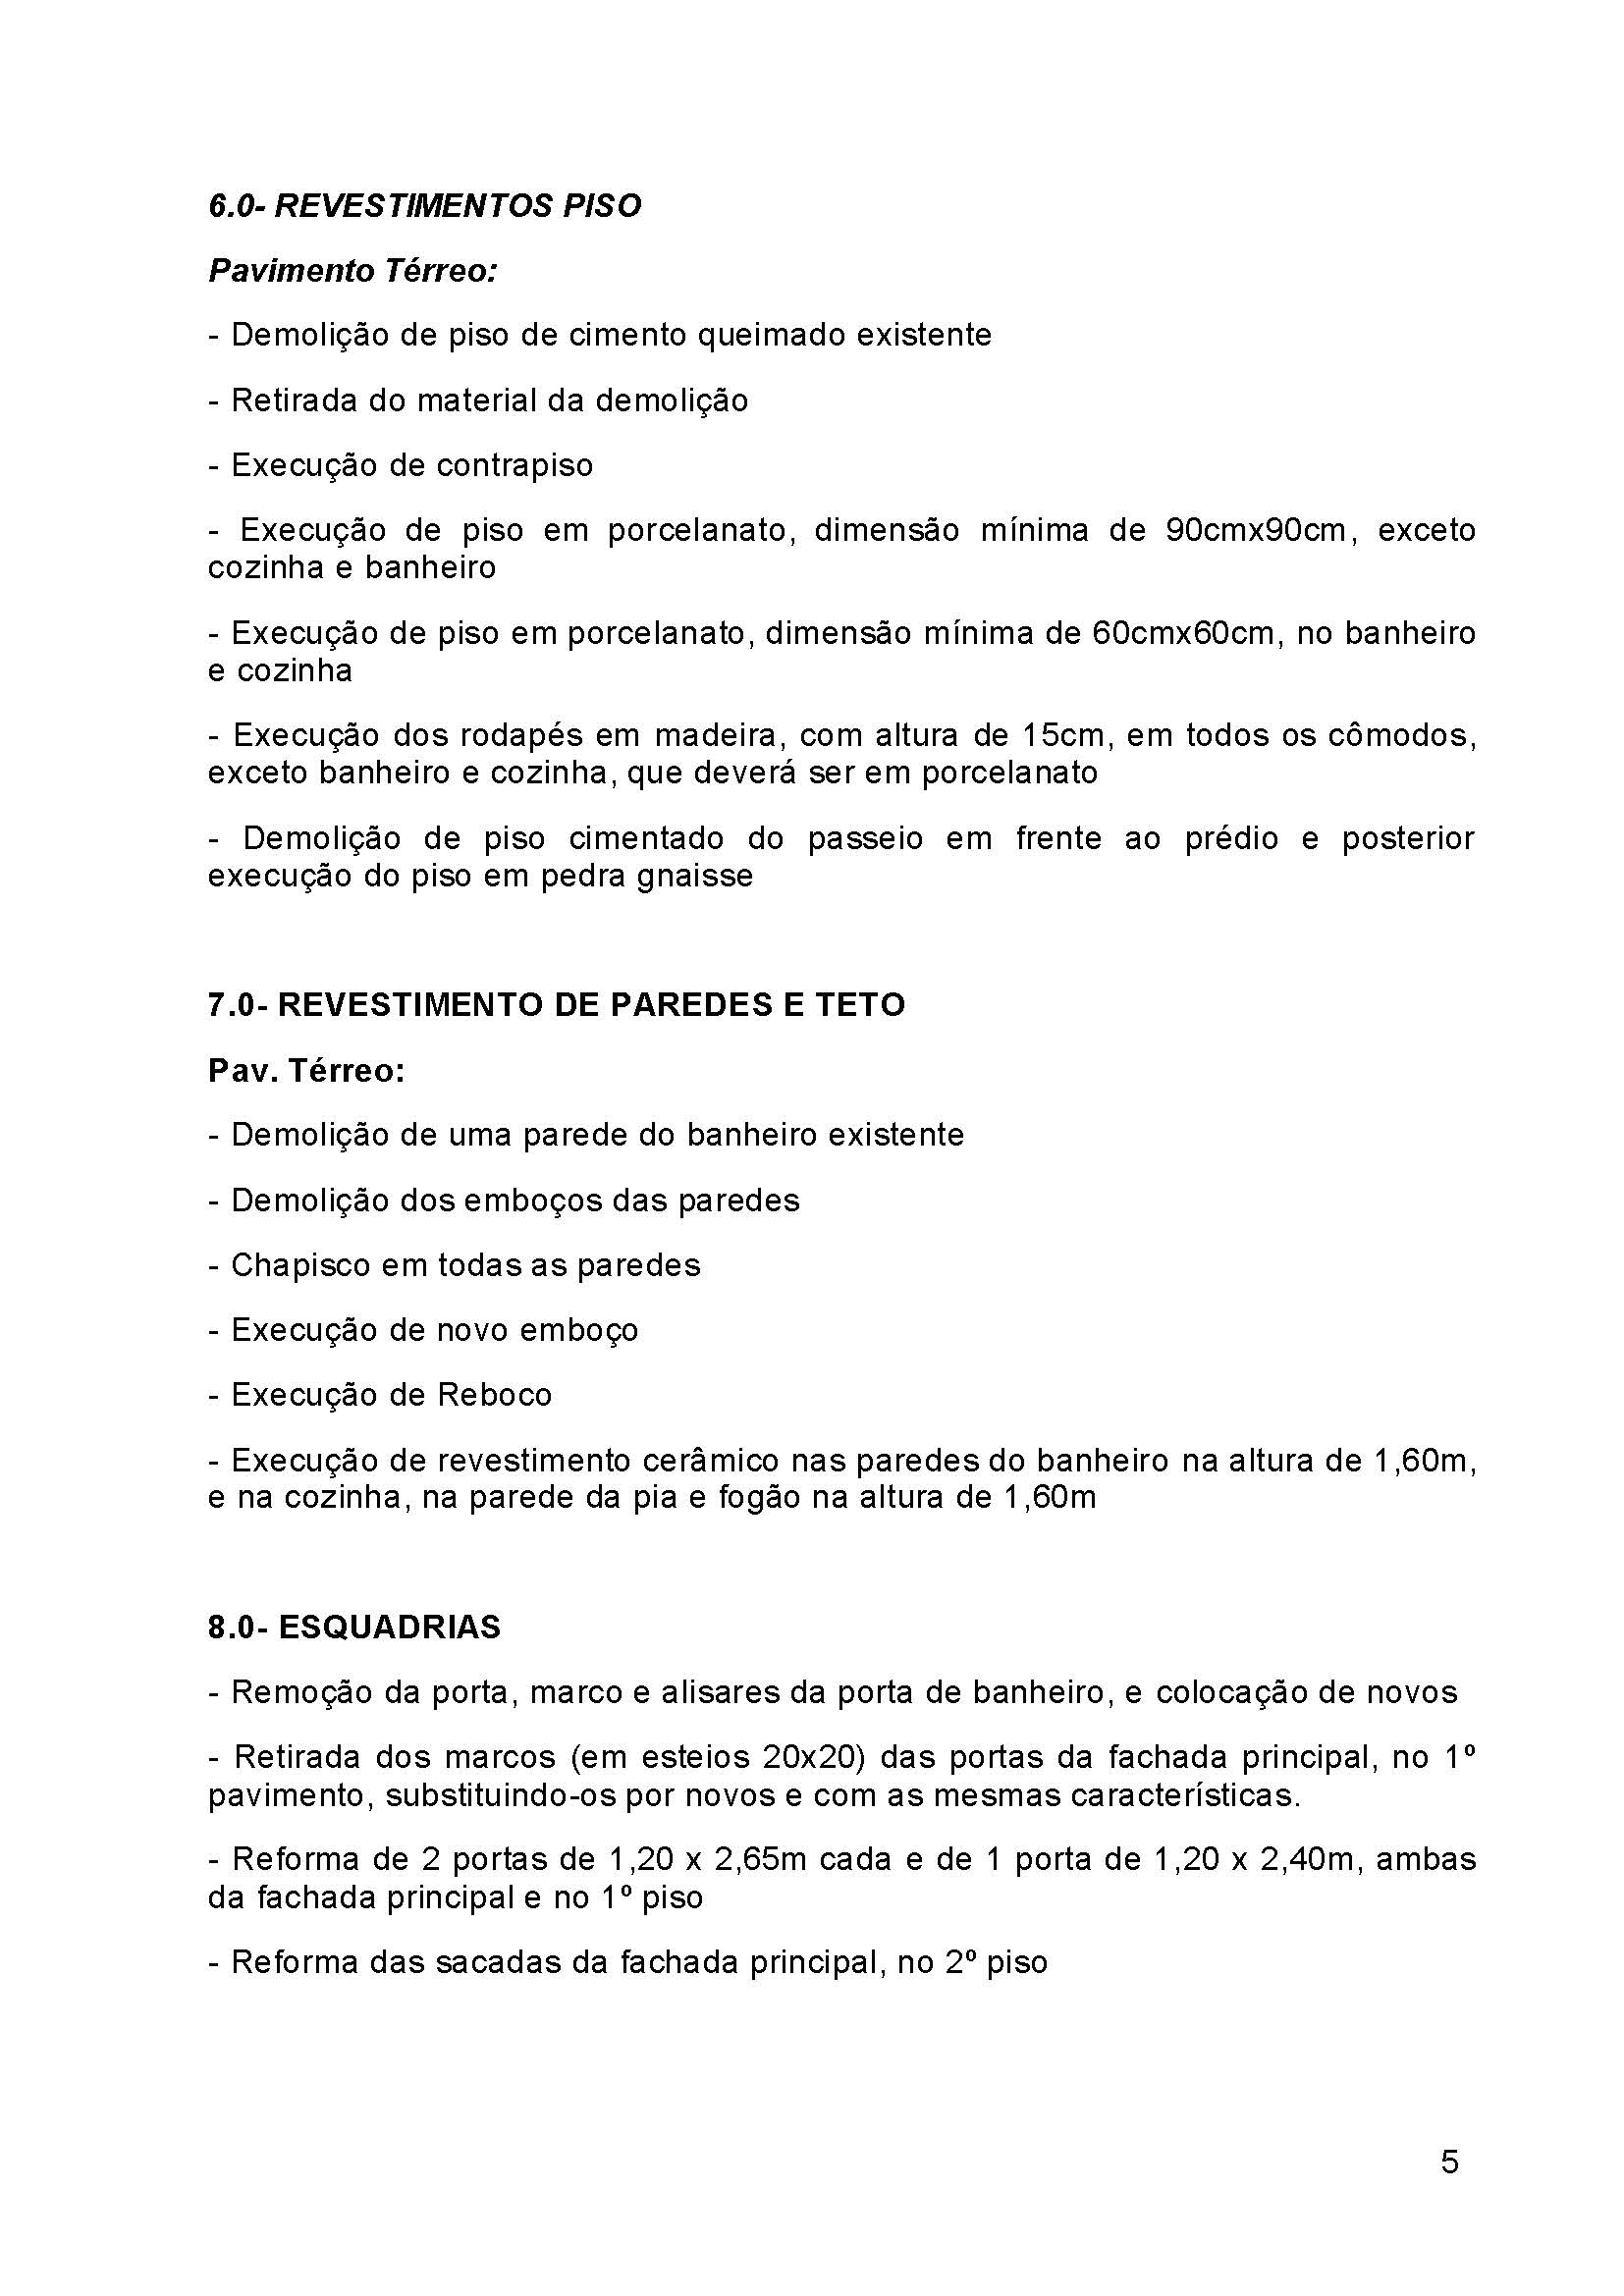 6.0- REVESTIMENTOS PISO
Pavimento Térreo:
- Demolição de piso de cimento queimado existente
- Retirada do material da demolição
- Execução de contrapiso
- Execução de piso em porcelanato, dimensão mínima de 90cmx90cm, exceto
cozinha e banheiro
- Execução de piso em porcelanato, dimensão mínima de 60cmx60cm, no banheiro
e cozinha
- Execução dos rodapés em madeira, com altura de 15cm, em todos os cômodos,
exceto banheiro e cozinha, que deverá ser em porcelanato
- Demolição de piso cimentado do passeio em frente ao prédio e posterior
execução do piso em pedra gnaisse
7.0- REVESTIMENTO DE PAREDES E TETO
Pav. Térreo:
- Demolição de uma parede do banheiro existente
- Demolição dos emboços das paredes
- Chapisco em todas as paredes
- Execução de novo emboço
- Execução de Reboco
- Execução de revestimento cerâmico nas paredes do banheiro na altura de 1,60m,
e na cozinha, na parede da pia e fogão na altura de 1,60m
8.0- ESQUADRIAS
- Remoção da porta, marco e alisares da porta de banheiro, e colocação de novos
- Retirada dos marcos (em esteios 20x20) das portas da fachada principal, no 1º
pavimento, substituindo-os por novos e com as mesmas características.
- Reforma de 2 portas de 1,20 x 2,65m cada e de 1 porta de 1,20 x 2,40m, ambas
da fachada principal e no 1º piso
- Reforma das sacadas da fachada principal, no 2º piso
5